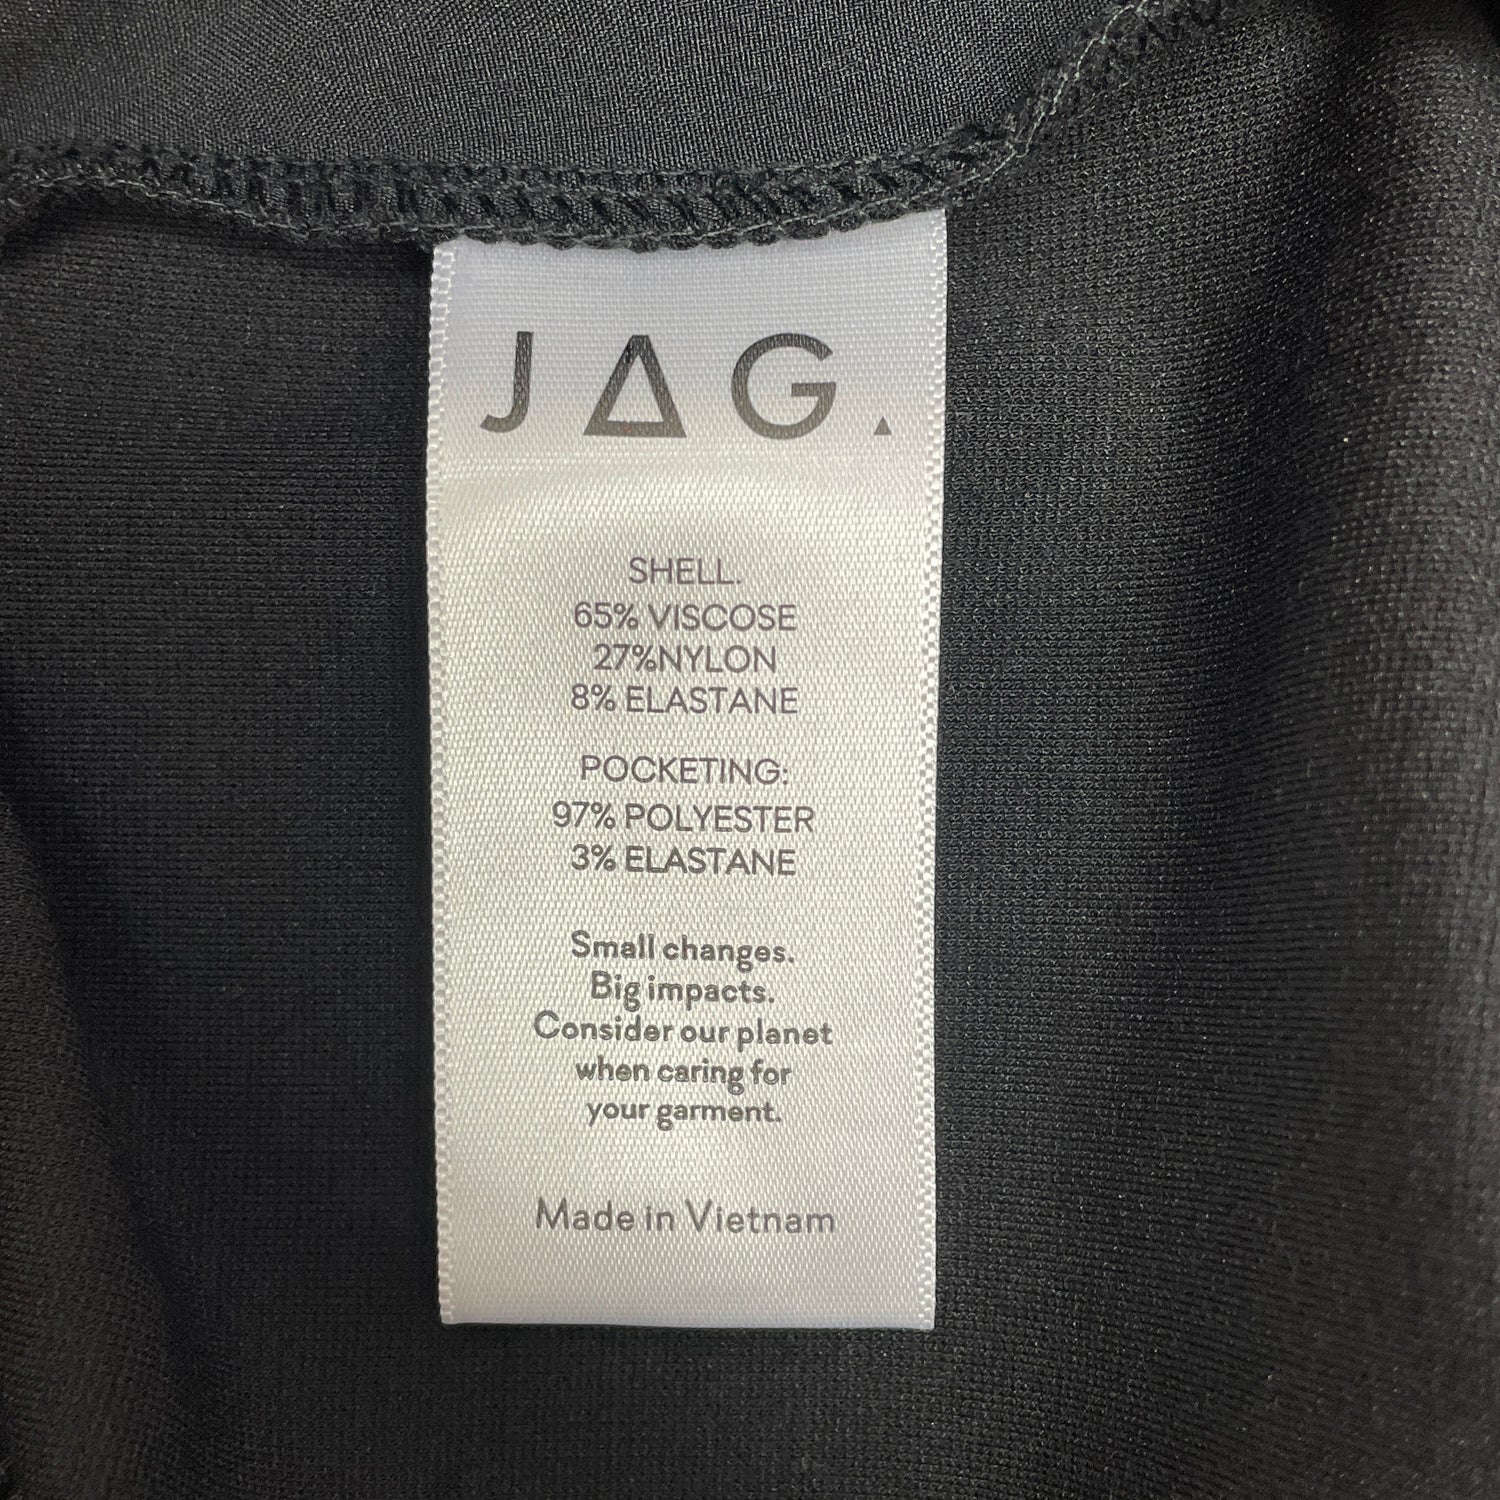 JAG.
SHELL.
65% VISCOSE
27%NYLON
8% ELASTANE
POCKETING:
97% POLYESTER
3% ELASTANE
Small changes.
Big impacts.
Consider our planet
when caring for
your garment.
Made in Vietnam